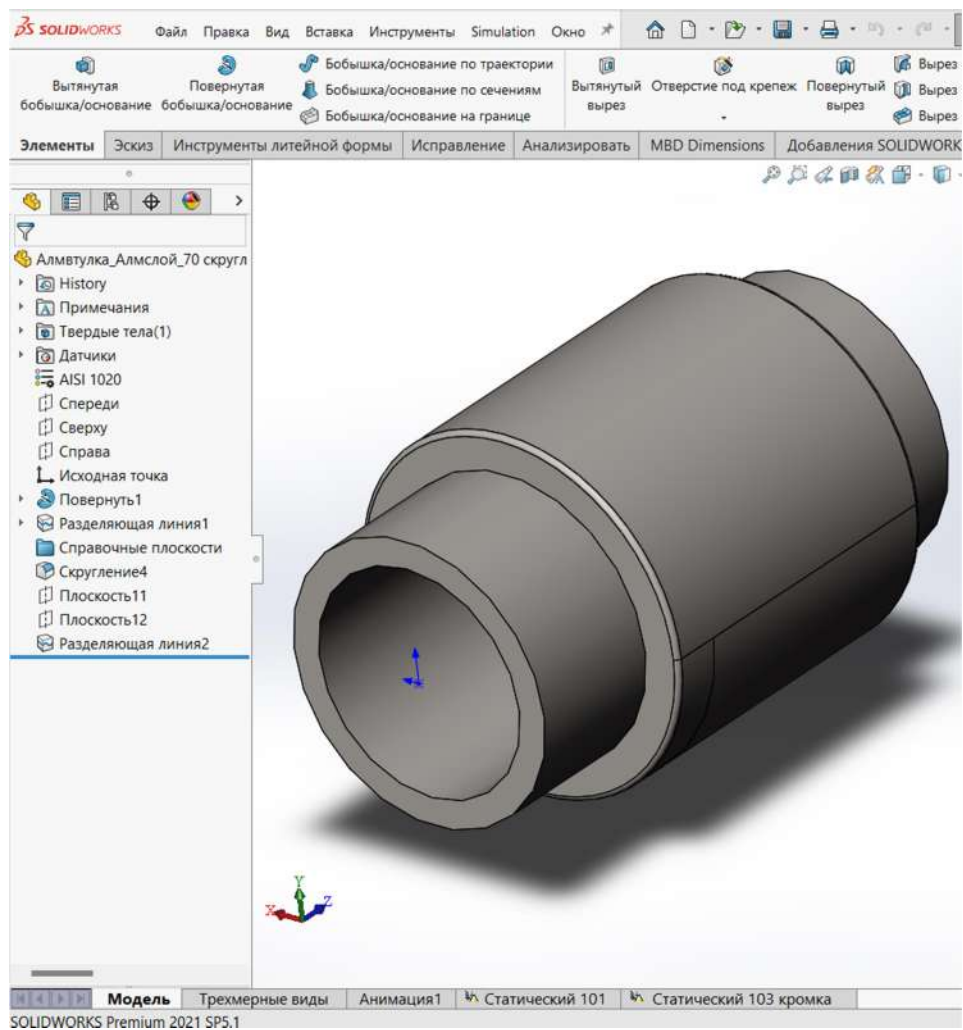 SOLIDWORKS Файл Правка Вид Вставка Инструменты Simulation Окно
Вытянутая бобышка/основание
Повернутая бобышка/основание
Бобышка/основание по траектории
Бобышка/основание по сечениям
Бобышка/основание на границе
Вытянутый вырез
Отверстие под крепеж
Повернутый вырез
Вырез
Вырез
Вырез
Элементы Эскиз Инструменты литейной формы Исправление Анализировать MBD Dimensions Добавления SOLIDWORK
Алмвтулка_Алмслой_70 скругл
History
Примечания
Твердые тела(1)
Датчики
AISI 1020
Спереди
Сверху
Справа
Исходная точка
Повернуть1
Разделяющая линия1
Справочные плоскости
Скругление4
Плоскость11
Плоскость12
Разделяющая линия2
Y
X
Z
Модель Трехмерные виды Анимация1 Статический 101 Статический 103 кромка
SOLIDWORKS Premium 2021 SP5.1